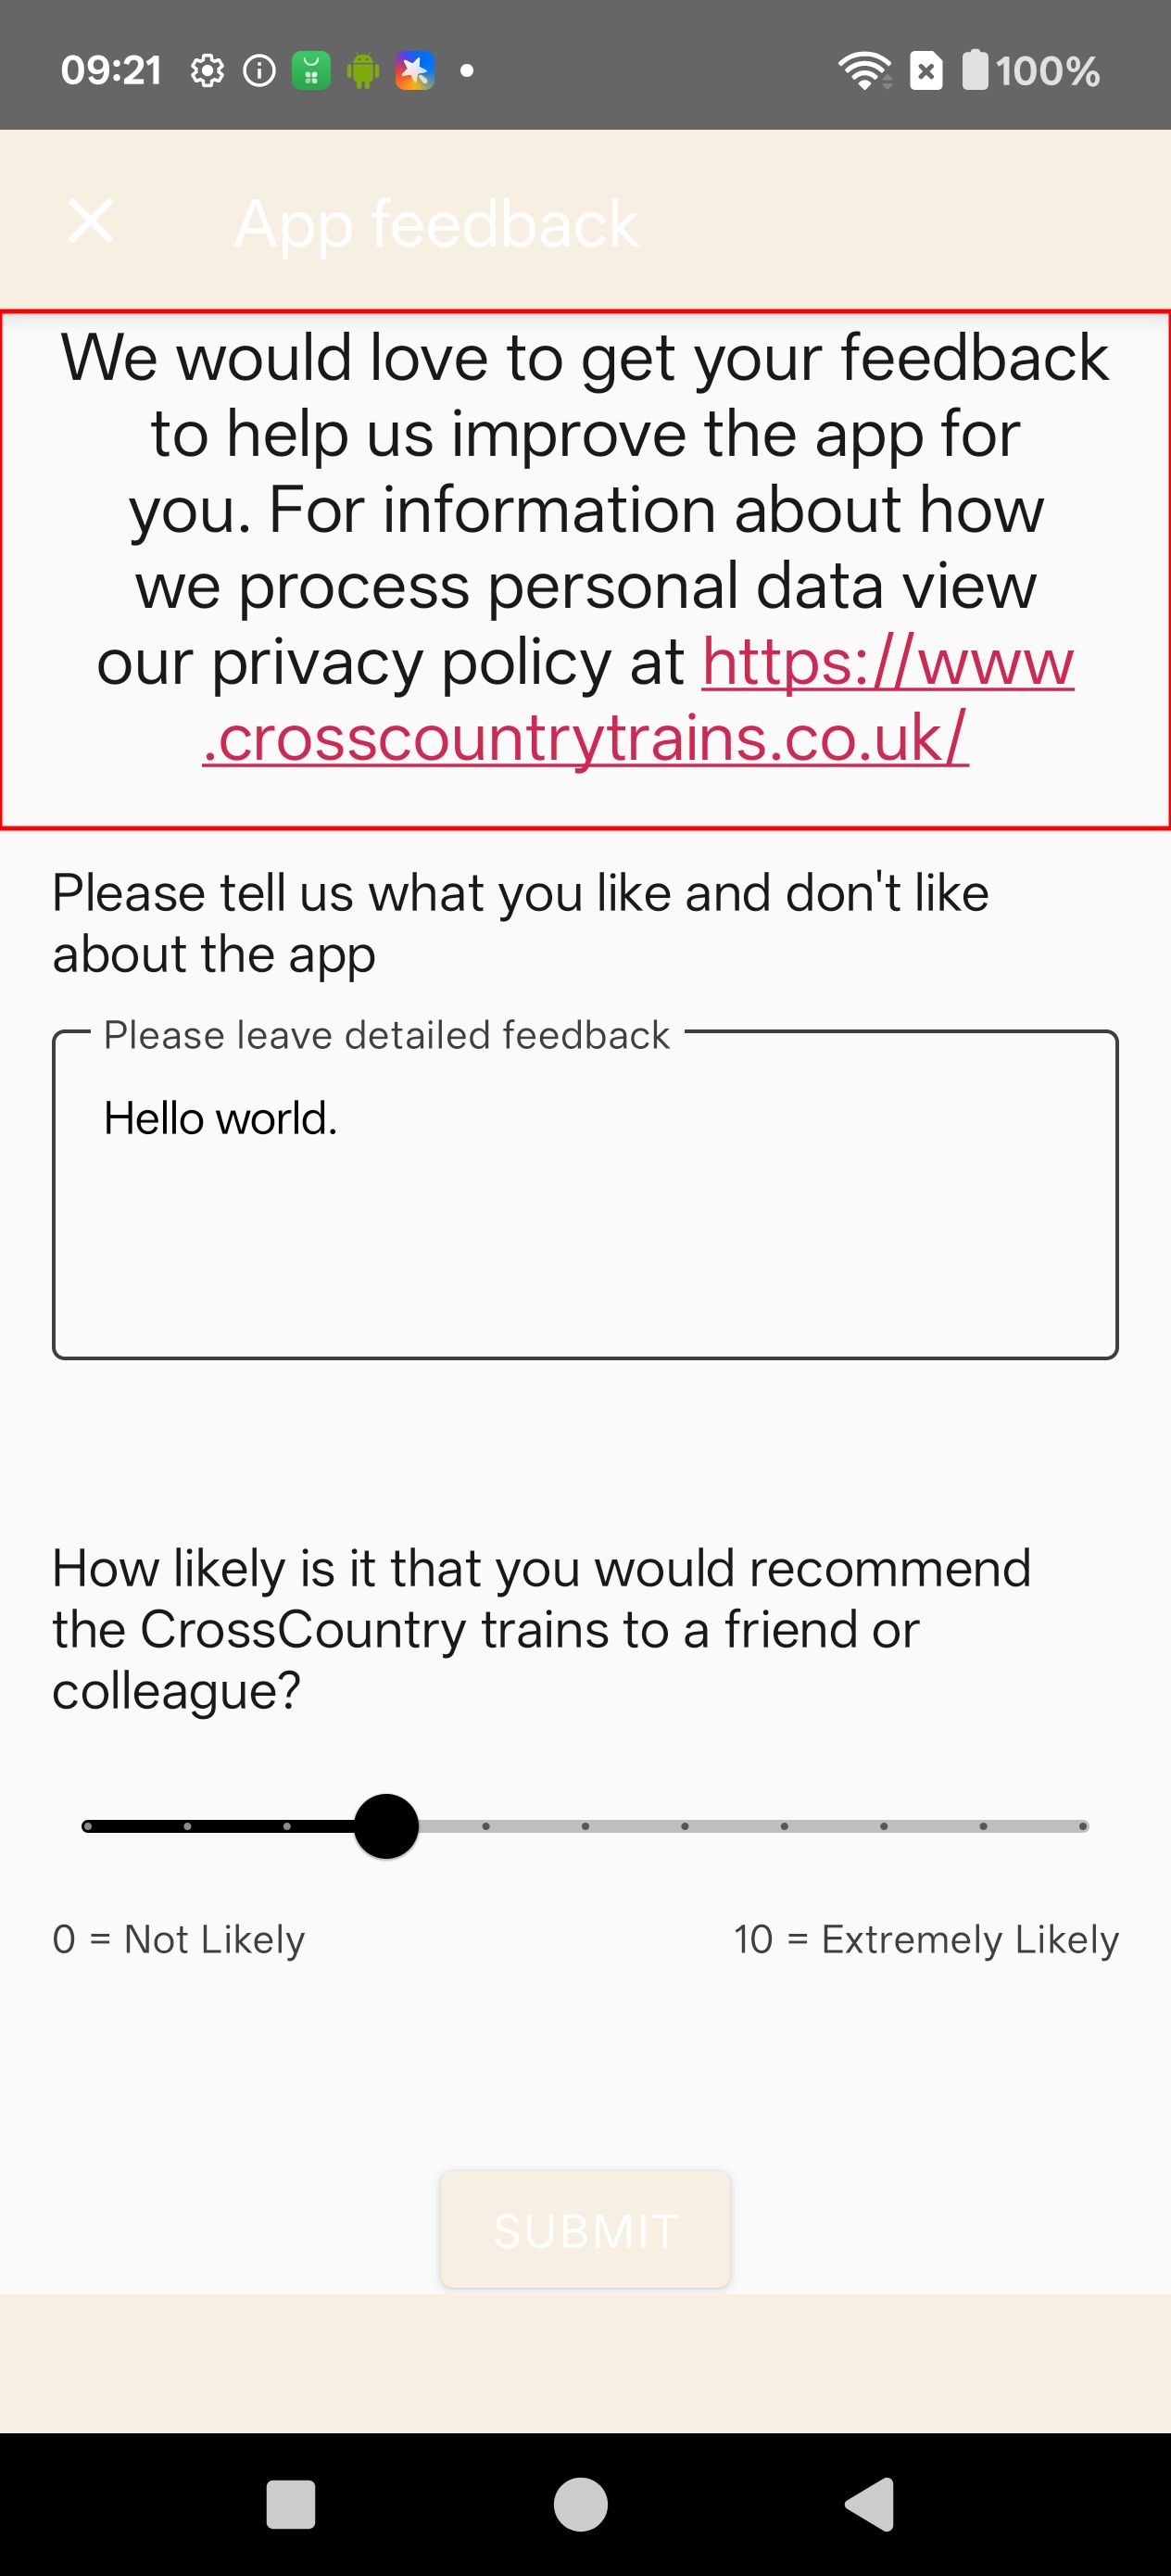 09:21
100%
App feedback
We would love to get your feedback
to help us improve the app for
you. For information about how
we process personal data view
our privacy policy at https://www
.crosscountrytrains.co.uk/
Please tell us what you like and don't like
about the app
Please leave detailed feedback
Hello world.
How likely is it that you would recommend
the CrossCountry trains to a friend or
colleague?
0 = Not Likely
10 = Extremely Likely
SUBMIT